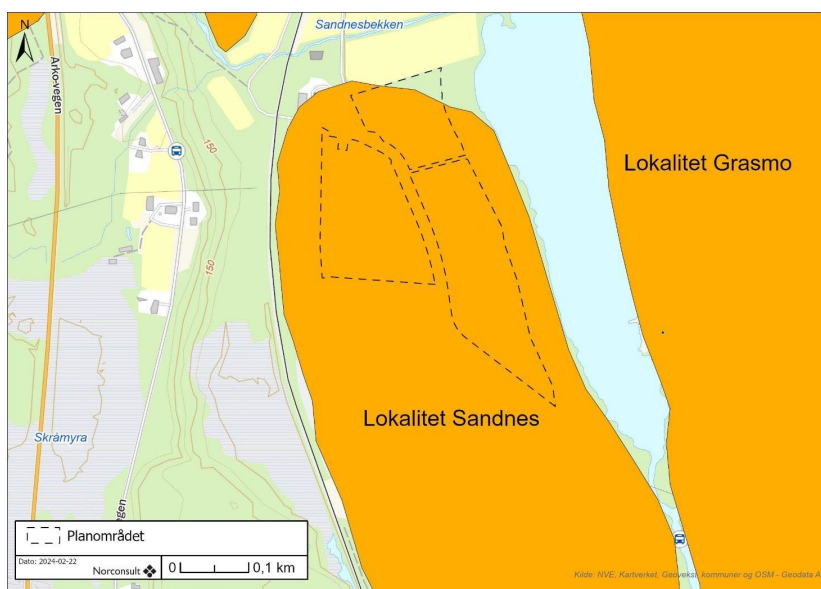 N
Sandnesbekken
Arko-vegen
150
Lokalitet Grasmo
150
Lokalitet Sandnes
Skråmyra
Planområdet
Dato: 2024-02-22
Norconsult
0 0,1 km
Kilde: NVE, Kartverket, Geovekst, kommuner og OSM - Geodata A